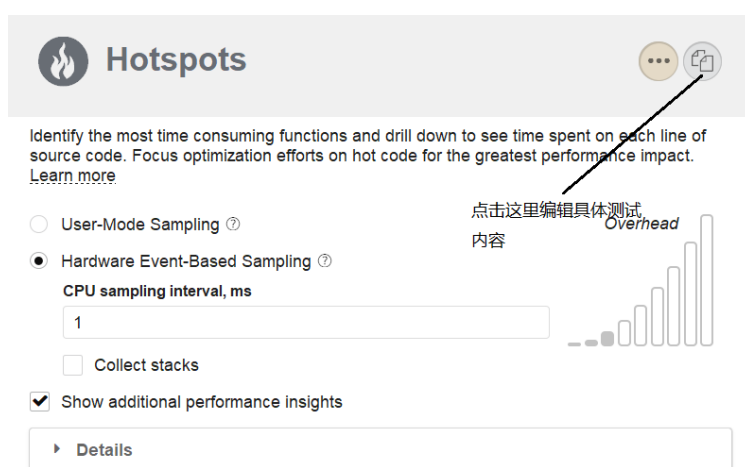 Hotspots
Identify the most time consuming functions and drill down to see time spent on each line of
source code. Focus optimization efforts on hot code for the greatest performance impact.
Learn more
点击这里编辑具体测试
内容
User-Mode Sampling
Overhead
Hardware Event-Based Sampling
CPU sampling interval, ms
1
Collect stacks
Show additional performance insights
Details